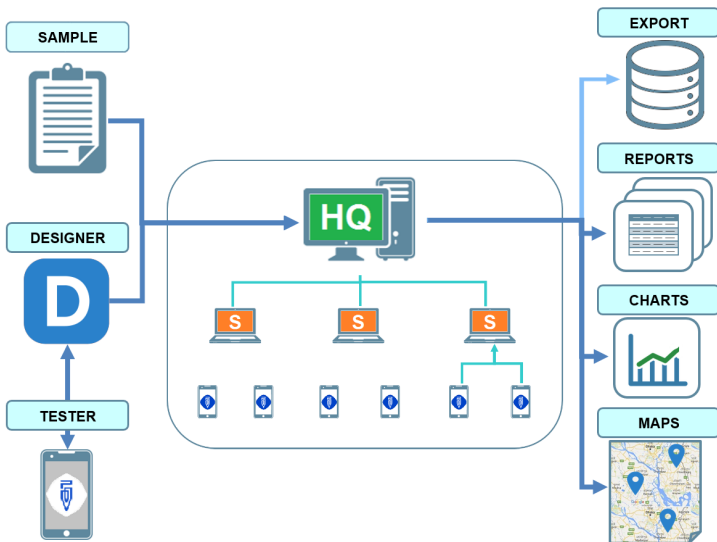 SAMPLE
EXPORT
HQ
REPORTS
DESIGNER
D
S
S
S
CHARTS
TESTER
MAPS